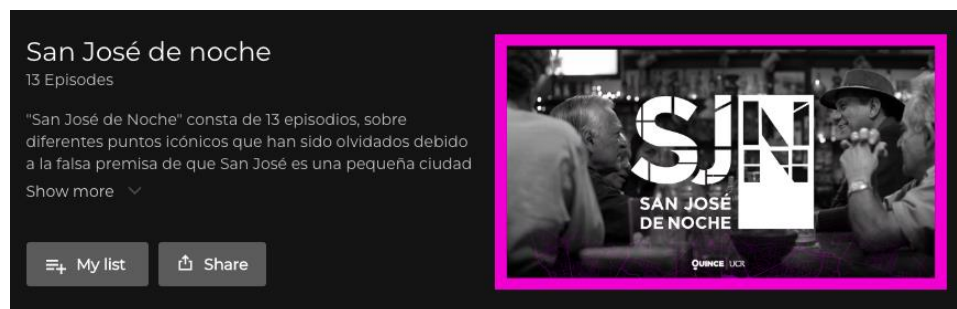 San José de noche
13 Episodes
"San José de Noche" consta de 13 episodios, sobre
diferentes puntos icónicos que han sido olvidados debido
a la falsa premisa de que San José es una pequeña ciudad
Show more
My list
Share
SJN
SAN JOSÉ
DE NOCHE
QUINCE UCR